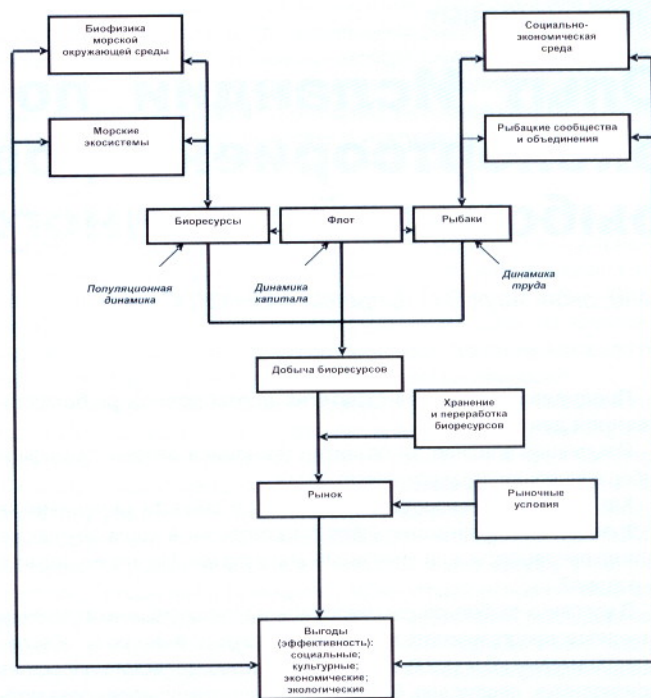 Биофизика
морской
окружающей среды
Социально-
экономическая
среда
Морские
экосистемы
Рыбацкие сообщества
и объединения
Биоресурсы
Флот
Рыбаки
Популяционная
динамика
Динамика
капитала
Динамика
труда
Добыча биоресурсов
Хранение
и переработка
биоресурсов
Рынок
Рыночные
условия
Выгоды
(эффективность):
социальные;
культурные;
экономические;
экологические